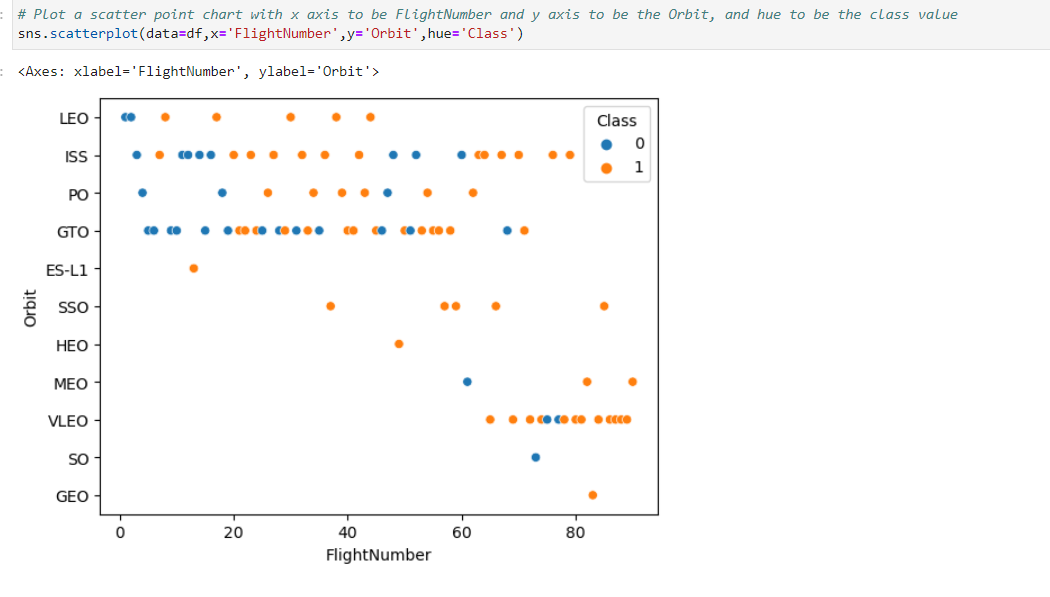 # Plot a scatter point chart with x axis to be FlightNumber and y axis to be the Orbit, and hue to be the class value
sns.scatterplot(data=df,x='FlightNumber',y='Orbit',hue='Class')
<Axes: xlabel='FlightNumber', ylabel='Orbit'>
Class
0
1
LEO
ISS
PO
GTO
ES-L1
SSO
HEO
MEO
VLEO
SO
GEO
Orbit
0 20 40 60 80
FlightNumber